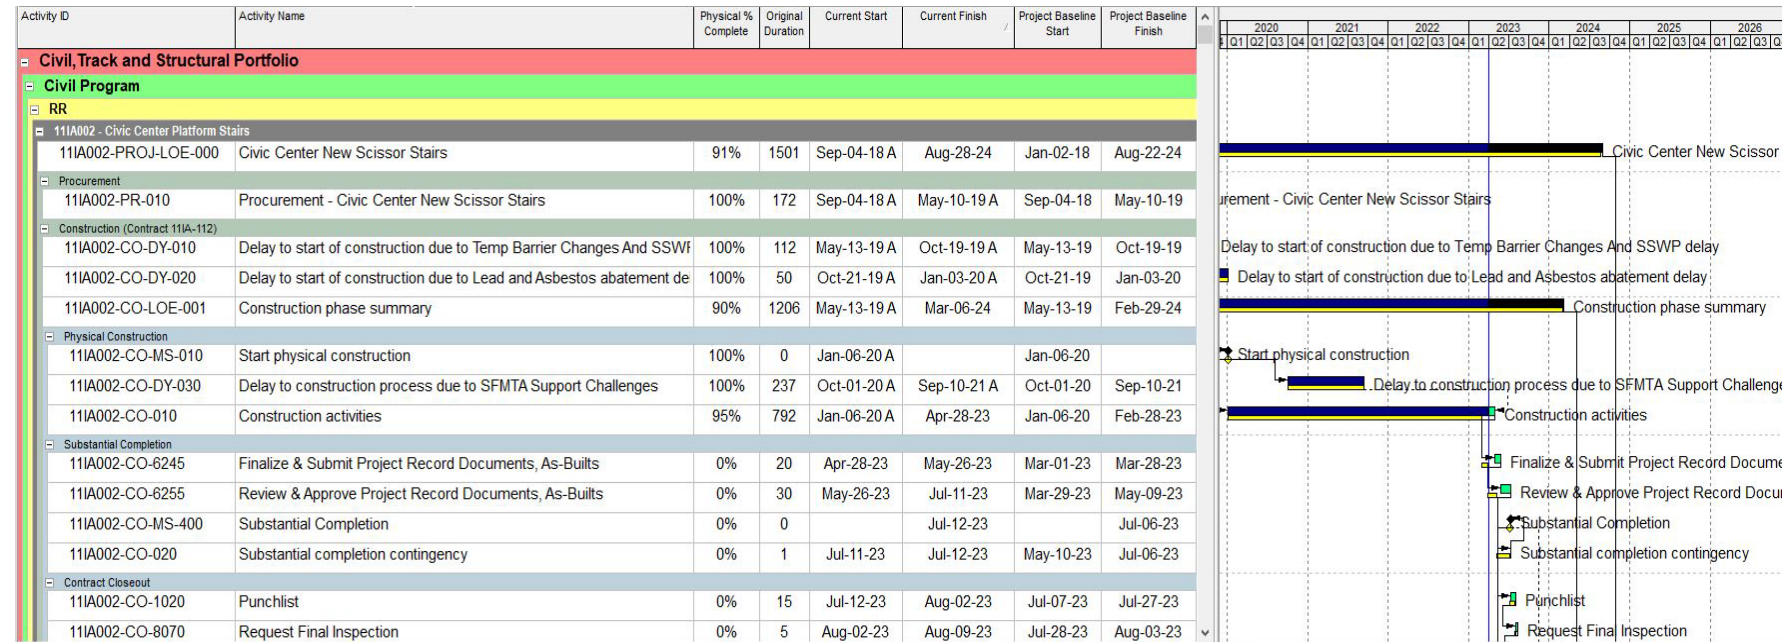 Activity ID Activity Name Physical % Complete Original Duration Current Start Current Finish Project Baseline Start Project Baseline Finish
2020 2021 2022 2023 2024 2025 2026
Q1 Q2 Q3 Q4 Q1 Q2 Q3 Q4 Q1 Q2 Q3 Q4 Q1 Q2 Q3 Q4 Q1 Q2 Q3 Q4 Q1 Q2 Q3 Q4 Q1 Q2 Q3
Civil,Track and Structural Portfolio
Civil Program
RR
11IA002 - Civic Center Platform Stairs
11IA002-PROJ-LOE-000 Civic Center New Scissor Stairs 91% 1501 Sep-04-18 A Aug-28-24 Jan-02-18 Aug-22-24 Civic Center New Scissor
Procurement
11IA002-PR-010 Procurement - Civic Center New Scissor Stairs 100% 172 Sep-04-18 A May-10-19 A Sep-04-18 May-10-19 urement - Civic Center New Scissor Stairs
Construction (Contract 11IA-112)
11IA002-CO-DY-010 Delay to start of construction due to Temp Barrier Changes And SSWP 100% 112 May-13-19 A Oct-19-19 A May-13-19 Oct-19-19 Delay to start of construction due to Temp Barrier Changes And SSWP delay
11IA002-CO-DY-020 Delay to start of construction due to Lead and Asbestos abatement de 100% 50 Oct-21-19 A Jan-03-20 A Oct-21-19 Jan-03-20 Delay to start of construction due to Lead and Asbestos abatement delay
11IA002-CO-LOE-001 Construction phase summary 90% 1206 May-13-19 A Mar-06-24 May-13-19 Feb-29-24 Construction phase summary
Physical Construction
11IA002-CO-MS-010 Start physical construction 100% 0 Jan-06-20 A Jan-06-20 Start physical construction
11IA002-CO-DY-030 Delay to construction process due to SFMTA Support Challenges 100% 237 Oct-01-20 A Sep-10-21 A Oct-01-20 Sep-10-21 Delay to construction process due to SFMTA Support Challenge
11IA002-CO-010 Construction activities 95% 792 Jan-06-20 A Apr-28-23 Jan-06-20 Feb-28-23 Construction activities
Substantial Completion
11IA002-CO-6245 Finalize & Submit Project Record Documents, As-Builts 0% 20 Apr-28-23 May-26-23 Mar-01-23 Mar-28-23 Finalize & Submit Project Record Docume
11IA002-CO-6255 Review & Approve Project Record Documents, As-Builts 0% 30 May-26-23 Jul-11-23 Mar-29-23 May-09-23 Review & Approve Project Record Docu
11IA002-CO-MS-400 Substantial Completion 0% 0 Jul-12-23 Jul-06-23 Substantial Completion
11IA002-CO-020 Substantial completion contingency 0% 1 Jul-11-23 Jul-12-23 May-10-23 Jul-06-23 Substantial completion contingency
Contract Closeout
11IA002-CO-1020 Punchlist 0% 15 Jul-12-23 Aug-02-23 Jul-07-23 Jul-27-23 Punchlist
11IA002-CO-8070 Request Final Inspection 0% 5 Aug-02-23 Aug-09-23 Jul-28-23 Aug-03-23 Request Final Inspection